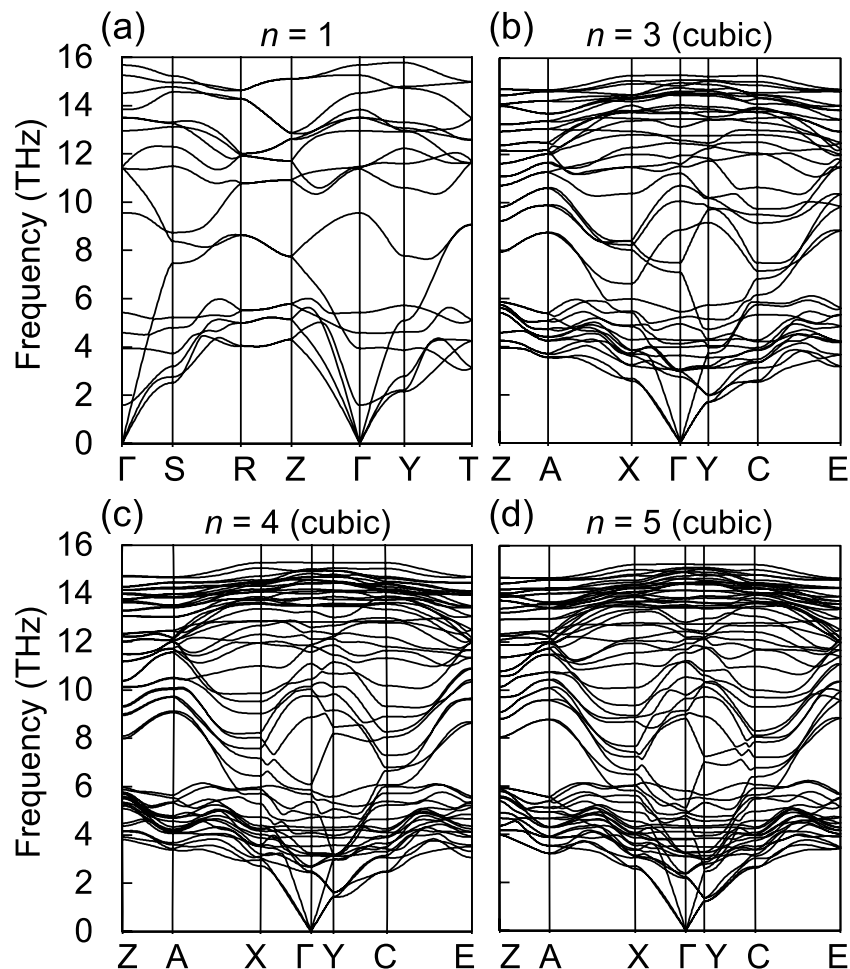 (a) n = 1
(b) n = 3 (cubic)
Frequency (THz)
16
14
12
10
8
6
4
2
0
Γ S R Z Γ Y T
Z A X Γ Y C E
(c) n = 4 (cubic)
(d) n = 5 (cubic)
Frequency (THz)
16
14
12
10
8
6
4
2
0
Z A X Γ Y C E
Z A X Γ Y C E